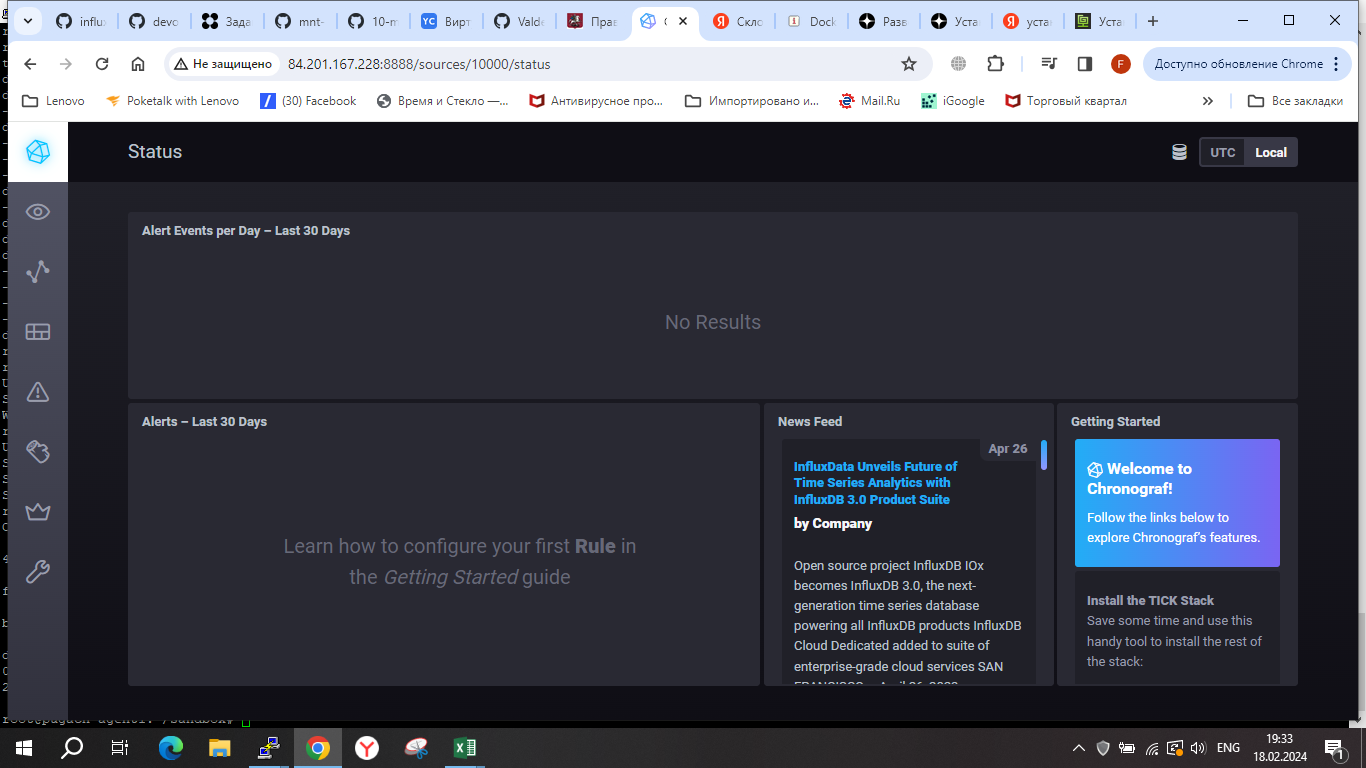 influx
devo
Зада
mnt-
10-m
Вирт
Valde
Прав
C
Скло
Dock
Разв
Уста
уста
Уста
Не защищено
84.201.167.228:8888/sources/10000/status
F
Доступно обновление Chrome
Lenovo
Poketalk with Lenovo
(30) Facebook
Время и Стекло —...
Антивирусное про...
Импортировано и...
Mail.Ru
iGoogle
Торговый квартал
Все закладки
Status
UTC
Local
Alert Events per Day – Last 30 Days
No Results
Alerts – Last 30 Days
Learn how to configure your first Rule in
the Getting Started guide
News Feed
Apr 26
InfluxData Unveils Future of
Time Series Analytics with
InfluxDB 3.0 Product Suite
by Company
Open source project InfluxDB IOx
becomes InfluxDB 3.0, the next-
generation time series database
powering all InfluxDB products InfluxDB
Cloud Dedicated added to suite of
enterprise-grade cloud services SAN
Getting Started
Welcome to
Chronograf!
Follow the links below to
explore Chronograf's features.
Install the TICK Stack
Save some time and use this
handy tool to install the rest of
the stack:
ENG
19:33
18.02.2024
1